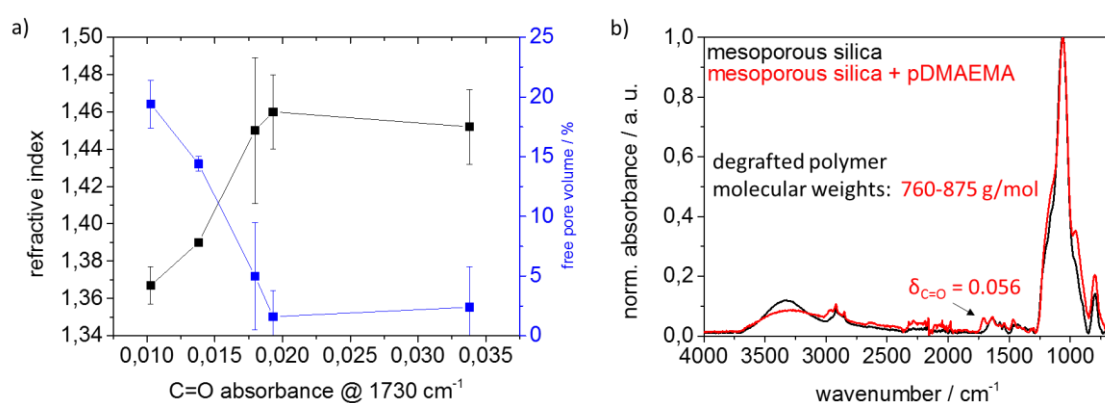 a)
1,50
1,48
1,46
1,44
1,42
1,40
1,38
1,36
1,34
refractive index
25
20
15
10
5
0
free pore volume / %
0,010 0,015 0,020 0,025 0,030 0,035
C=O absorbance @ 1730 cm⁻¹
b)
1,0
0,8
0,6
0,4
0,2
0,0
norm. absorbance / a. u.
mesoporous silica
mesoporous silica + pDMAEMA
degrafted polymer
molecular weights: 760-875 g/mol
δC=O = 0.056
4000 3500 3000 2500 2000 1500 1000
wavenumber / cm⁻¹